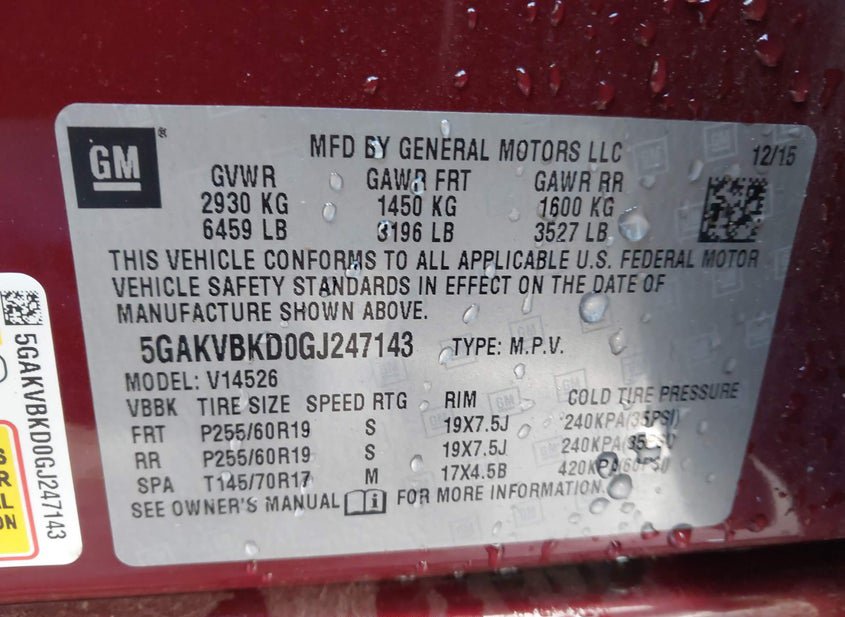 GM ®
MFD BY GENERAL MOTORS LLC 12/15
GVWR GAWR FRT GAWR RR
2930 KG 1450 KG 1600 KG
6459 LB 3196 LB 3527 LB
THIS VEHICLE CONFORMS TO ALL APPLICABLE U.S. FEDERAL MOTOR
VEHICLE SAFETY STANDARDS IN EFFECT ON THE DATE OF
MANUFACTURE SHOWN ABOVE.
5GAKVBKD0GJ247143 TYPE: M.P.V.
MODEL: V14526
VBBK TIRE SIZE SPEED RTG RIM COLD TIRE PRESSURE
FRT P255/60R19 S 19X7.5J 240KPA(35PSI)
RR P255/60R19 S 19X7.5J 240KPA(35PSI)
SPA T145/70R17 M 17X4.5B 420KPA(60PSI)
SEE OWNER'S MANUAL FOR MORE INFORMATION.
5GAKVBKD0GJ247143